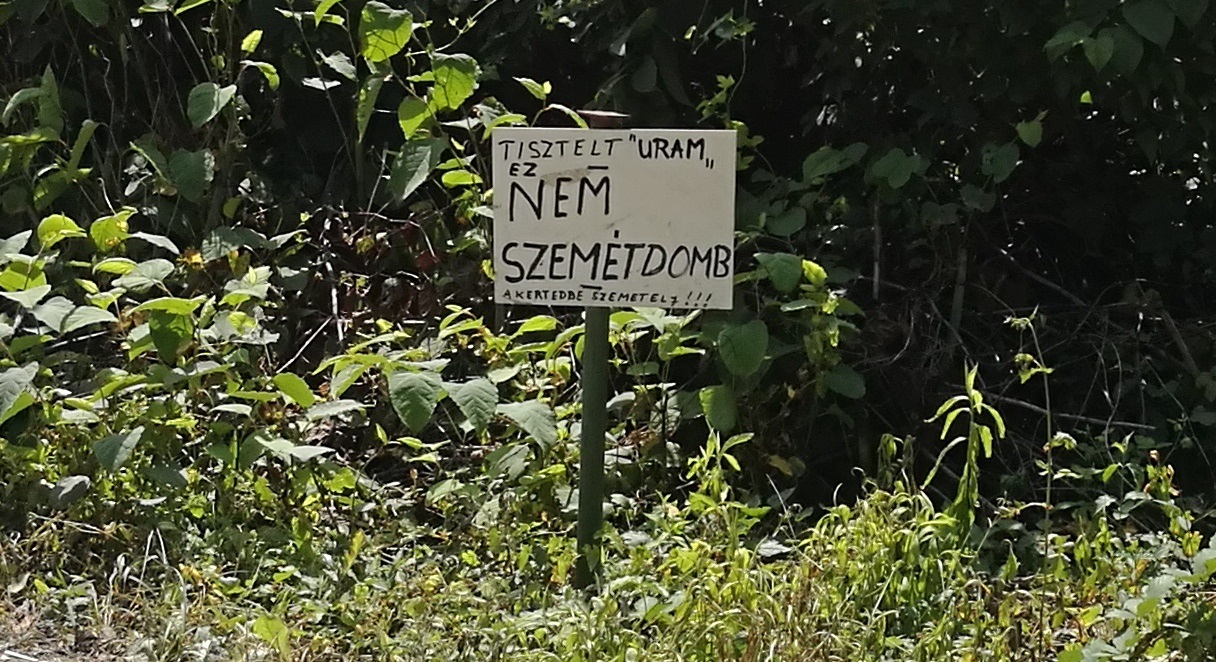 TISZTELT "URAM„
EZ
NEM
SZEMÉTDOMB
A KERTEDBE SZEMETELJ!!!